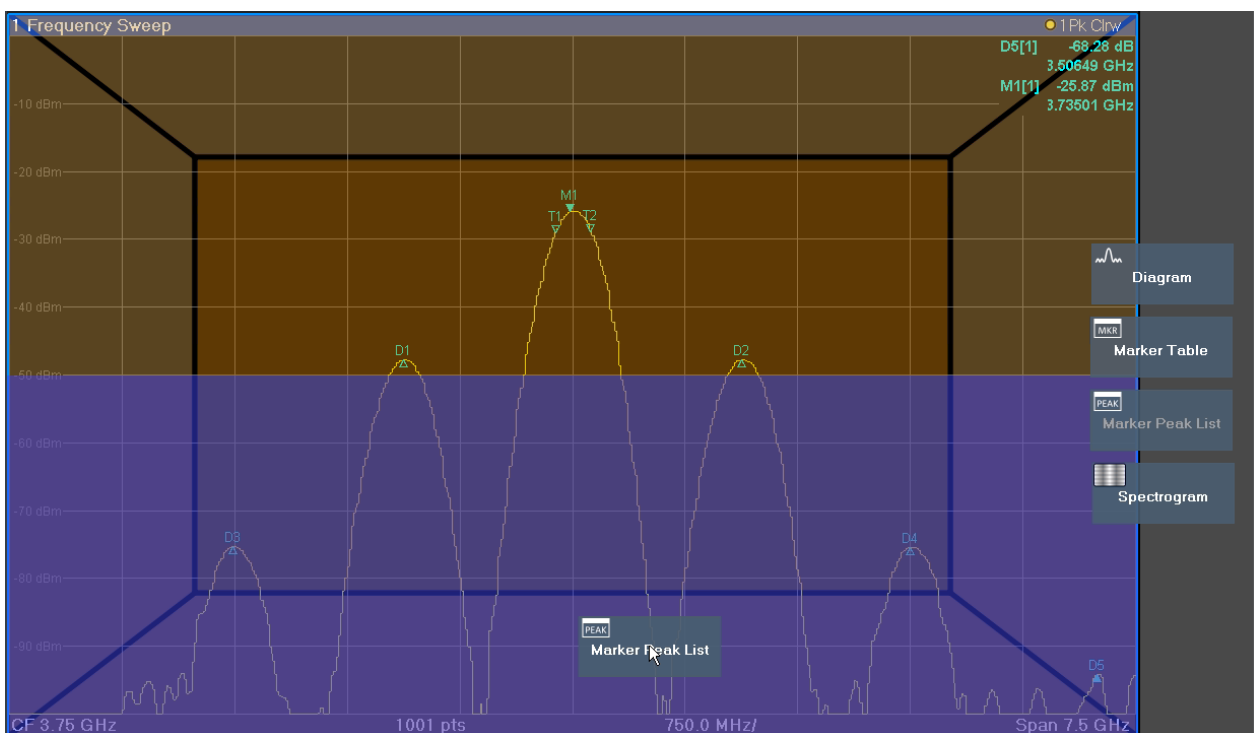 1 Frequency Sweep
1Pk Clrw
D5[1] -68.28 dB
3.50649 GHz
M1[1] -25.87 dBm
3.73501 GHz
-10 dBm
-20 dBm
M1
T1 T2
-30 dBm
-40 dBm
D1 D2
-50 dBm
-60 dBm
-70 dBm
D3 D4
-80 dBm
-90 dBm
D5
CF 3.75 GHz 1001 pts 750.0 MHz/ Span 7.5 GHz
PEAK
Marker Peak List
Diagram
MKR
Marker Table
PEAK
Marker Peak List
Spectrogram